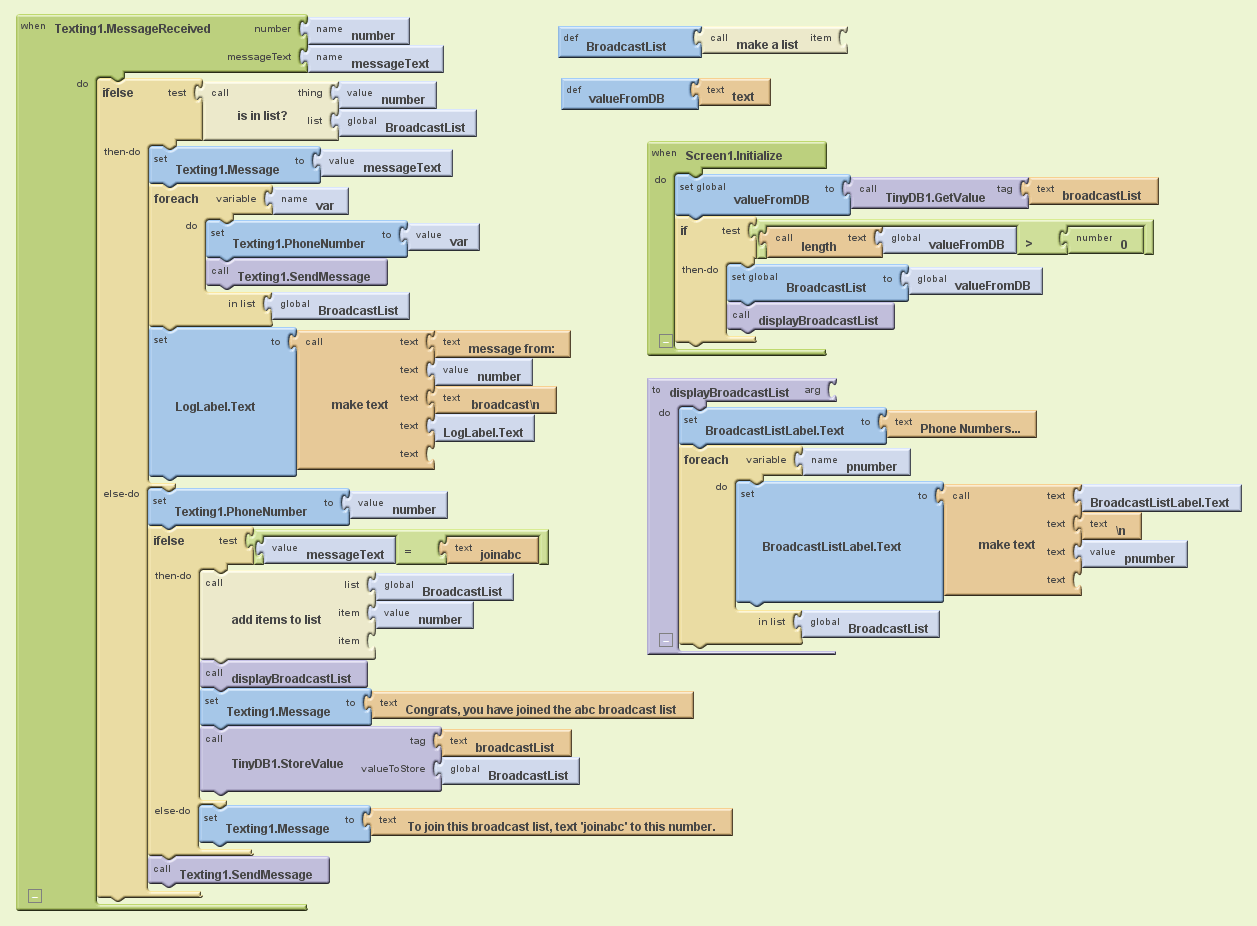 when Texting1.MessageReceived number name number
messageText name messageText
do ifelse test call is in list? thing value number
list global BroadcastList
then-do set Texting1.Message to value messageText
foreach variable name var
do set Texting1.PhoneNumber to value var
call Texting1.SendMessage
in list global BroadcastList
set LogLabel.Text to call make text text text message from:
text value number
text text broadcast\n
text LogLabel.Text
text
else-do set Texting1.PhoneNumber to value number
ifelse test value messageText = text joinabc
then-do call add items to list list global BroadcastList
item value number
item
call displayBroadcastList
set Texting1.Message to text Congrats, you have joined the abc broadcast list
call TinyDB1.StoreValue tag text broadcastList
valueToStore global BroadcastList
else-do set Texting1.Message to text To join this broadcast list, text 'joinabc' to this number.
call Texting1.SendMessage
def BroadcastList call make a list item
def valueFromDB text text
when Screen1.Initialize
do set global valueFromDB to call TinyDB1.GetValue tag text broadcastList
if test call length text global valueFromDB > number 0
then-do set global BroadcastList to global valueFromDB
call displayBroadcastList
to displayBroadcastList arg
do set BroadcastListLabel.Text to text Phone Numbers...
foreach variable name pnumber
do set BroadcastListLabel.Text to call make text text BroadcastListLabel.Text
text text \n
text value pnumber
text
in list global BroadcastList